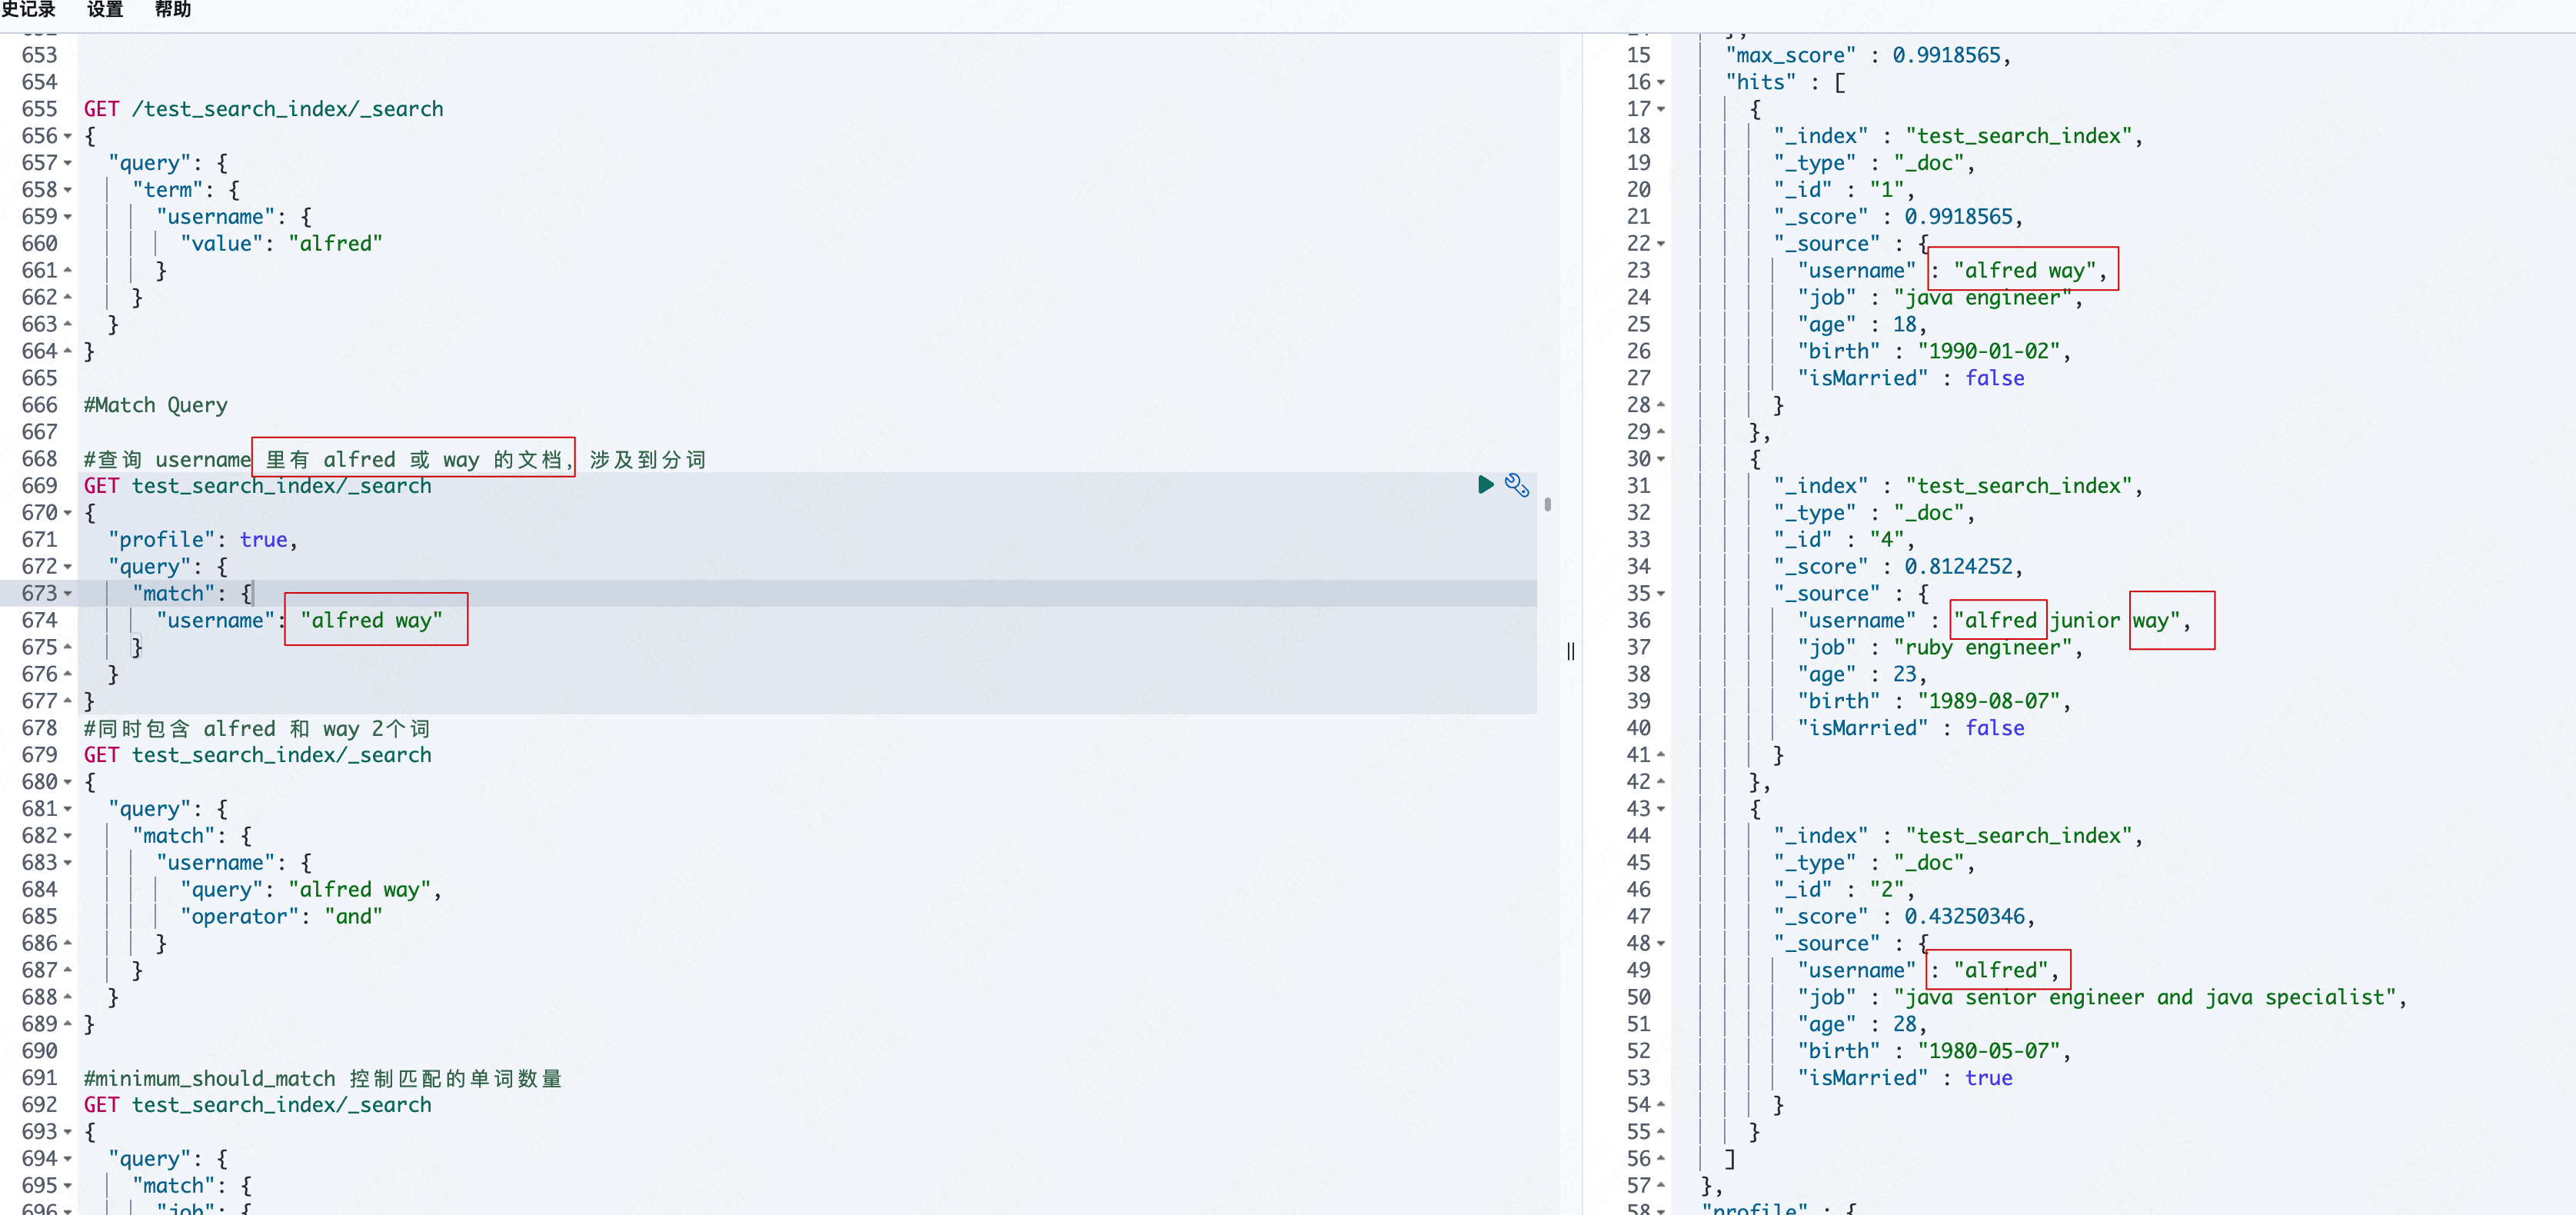 史记录 设置 帮助
653
654
655 GET /test_search_index/_search
656 {
657 "query": {
658 "term": {
659 "username": {
660 "value": "alfred"
661 }
662 }
663 }
664 }
665
666 #Match Query
667
668 #查询 username 里有 alfred 或 way 的文档，涉及到分词
669 GET test_search_index/_search
670 {
671 "profile": true,
672 "query": {
673 "match": {
674 "username": "alfred way"
675 }
676 }
677 }
678 #同时包含 alfred 和 way 2个词
679 GET test_search_index/_search
680 {
681 "query": {
682 "match": {
683 "username": {
684 "query": "alfred way",
685 "operator": "and"
686 }
687 }
688 }
689 }
690
691 #minimum_should_match 控制匹配的单词数量
692 GET test_search_index/_search
693 {
694 "query": {
695 "match": {
696 "job": {
15 "max_score" : 0.9918565,
16 "hits" : [
17 {
18 "_index" : "test_search_index",
19 "_type" : "_doc",
20 "_id" : "1",
21 "_score" : 0.9918565,
22 "_source" : {
23 "username" : "alfred way",
24 "job" : "java engineer",
25 "age" : 18,
26 "birth" : "1990-01-02",
27 "isMarried" : false
28 }
29 },
30 {
31 "_index" : "test_search_index",
32 "_type" : "_doc",
33 "_id" : "4",
34 "_score" : 0.8124252,
35 "_source" : {
36 "username" : "alfred junior way",
37 "job" : "ruby engineer",
38 "age" : 23,
39 "birth" : "1989-08-07",
40 "isMarried" : false
41 }
42 },
43 {
44 "_index" : "test_search_index",
45 "_type" : "_doc",
46 "_id" : "2",
47 "_score" : 0.43250346,
48 "_source" : {
49 "username" : "alfred",
50 "job" : "java senior engineer and java specialist",
51 "age" : 28,
52 "birth" : "1980-05-07",
53 "isMarried" : true
54 }
55 }
56 ]
57 },
58 "profile" : {